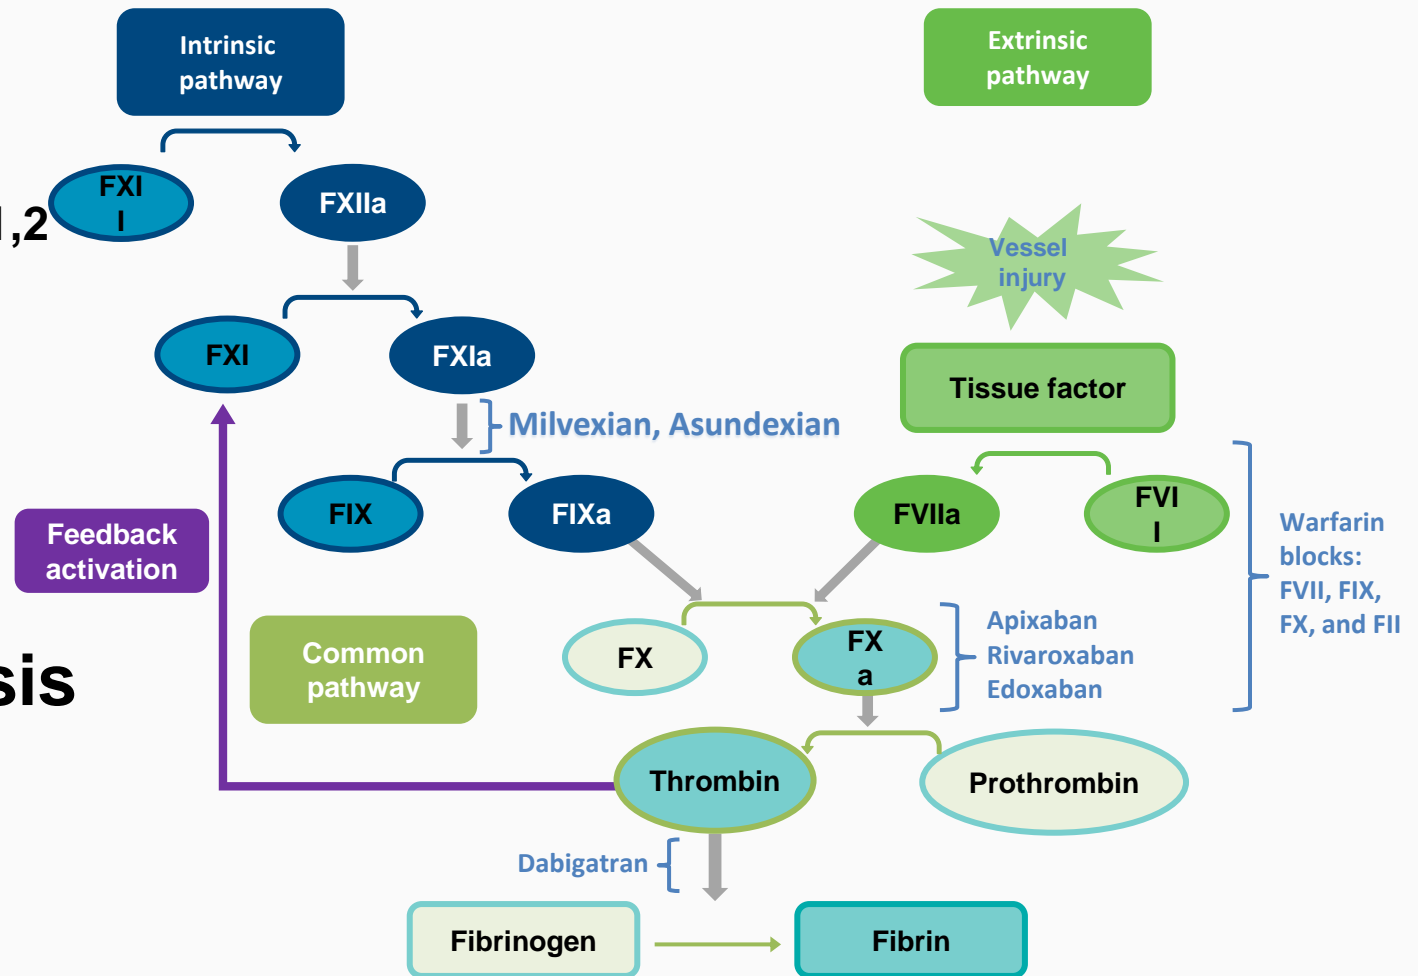 Intrinsic
pathway
Extrinsic
pathway
FXI
I
FXIIa
1,2
Vessel
injury
FXI
FXIa
Tissue factor
Milvexian, Asundexian
FIX
FIXa
FVIIa
FVI
I
Warfarin
blocks:
FVII, FIX,
FX, and FII
Feedback
activation
Common
pathway
FX
FX
a
Apixaban
Rivaroxaban
Edoxaban
sis
Thrombin
Prothrombin
Dabigatran
Fibrinogen
Fibrin